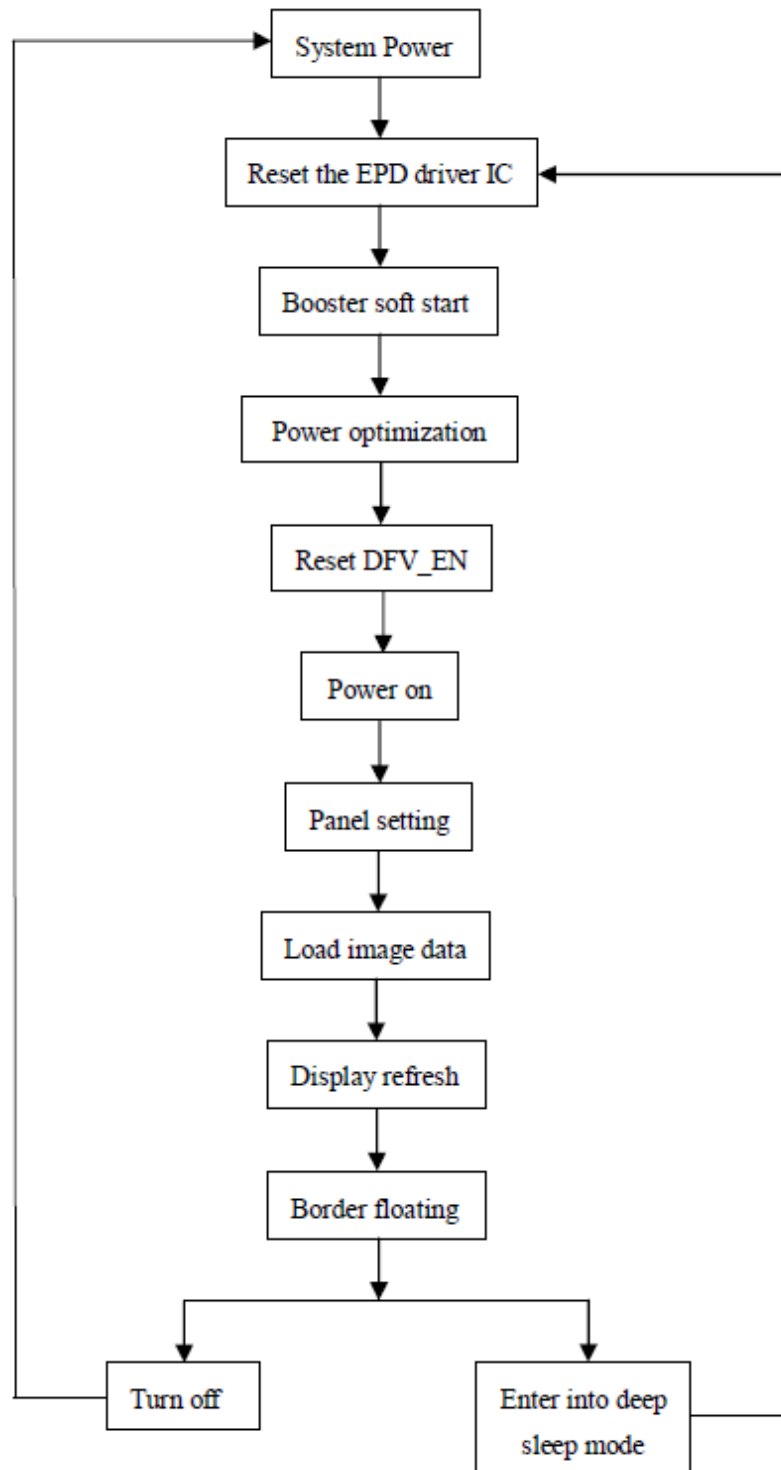 System Power
Reset the EPD driver IC
Booster soft start
Power optimization
Reset DFV_EN
Power on
Panel setting
Load image data
Display refresh
Border floating
Turn off
Enter into deep
sleep mode